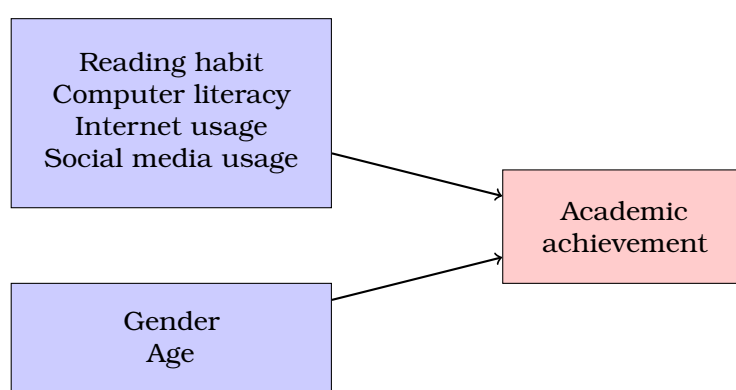 Reading habit
Computer literacy
Internet usage
Social media usage
Academic
achievement
Gender
Age